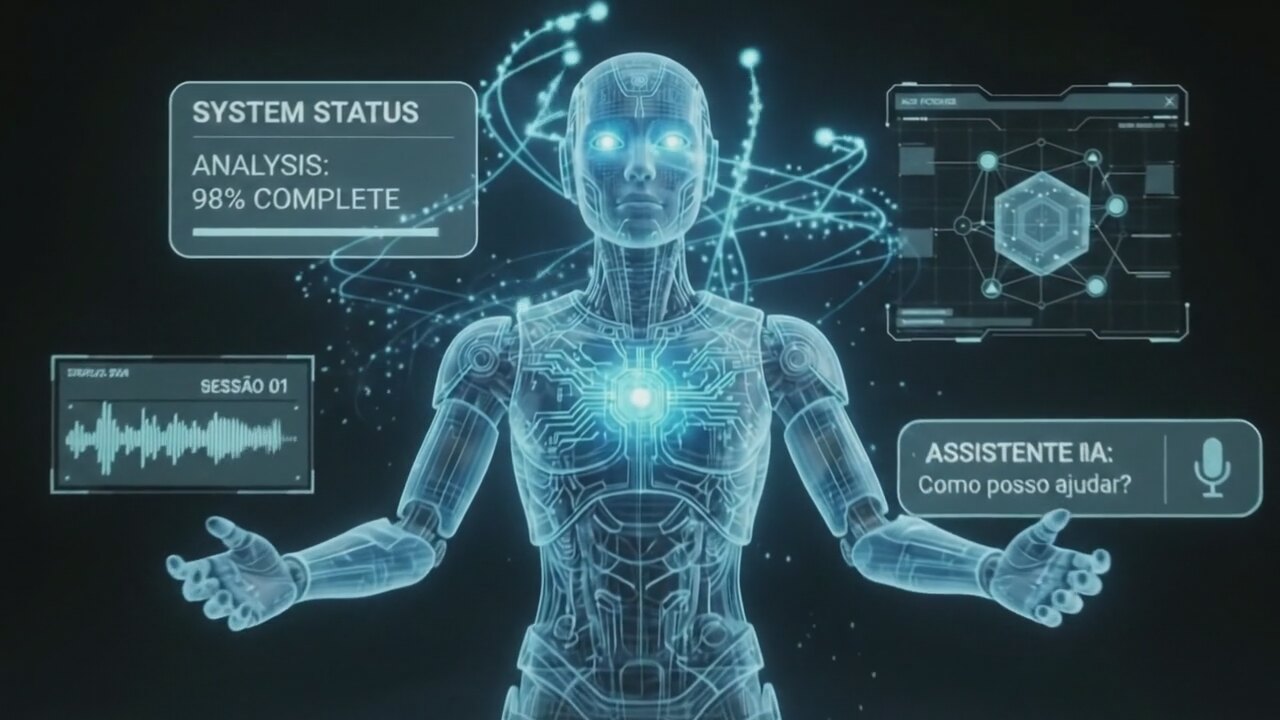 SYSTEM STATUS
ANALYSIS:
98% COMPLETE
SESSÃO 01
ASSISTENTE IIA:
Como posso ajudar?